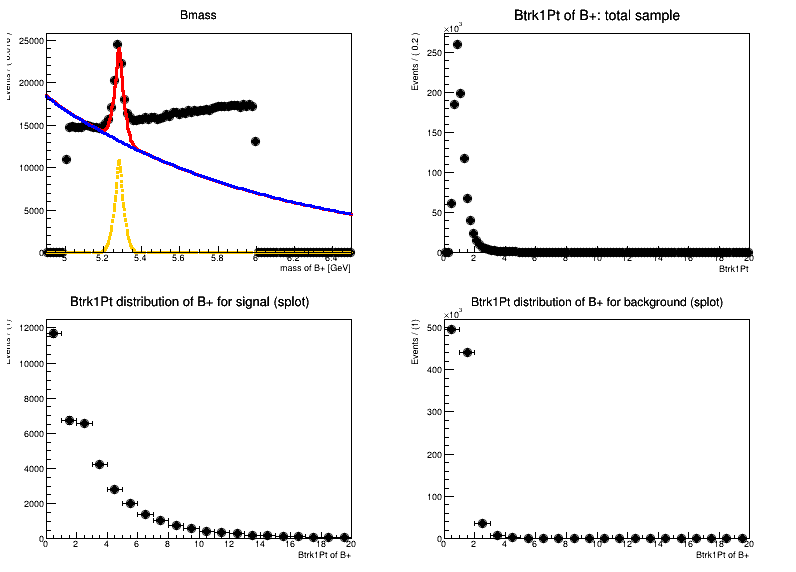 Bmass
Events / ( 0.016 )
25000
20000
15000
10000
5000
0
5 5.2 5.4 5.6 5.8 6 6.2 6.4
mass of B+ [GeV]
Btrk1Pt of B+: total sample
×10³
Events / ( 0.2 )
250
200
150
100
50
0
0 2 4 6 8 10 12 14 16 18 20
Btrk1Pt
Btrk1Pt distribution of B+ for signal (splot)
Events / (1)
12000
10000
8000
6000
4000
2000
0
0 2 4 6 8 10 12 14 16 18 20
Btrk1Pt of B+
Btrk1Pt distribution of B+ for background (splot)
×10³
Events / (1)
500
400
300
200
100
0
0 2 4 6 8 10 12 14 16 18 20
Btrk1Pt of B+